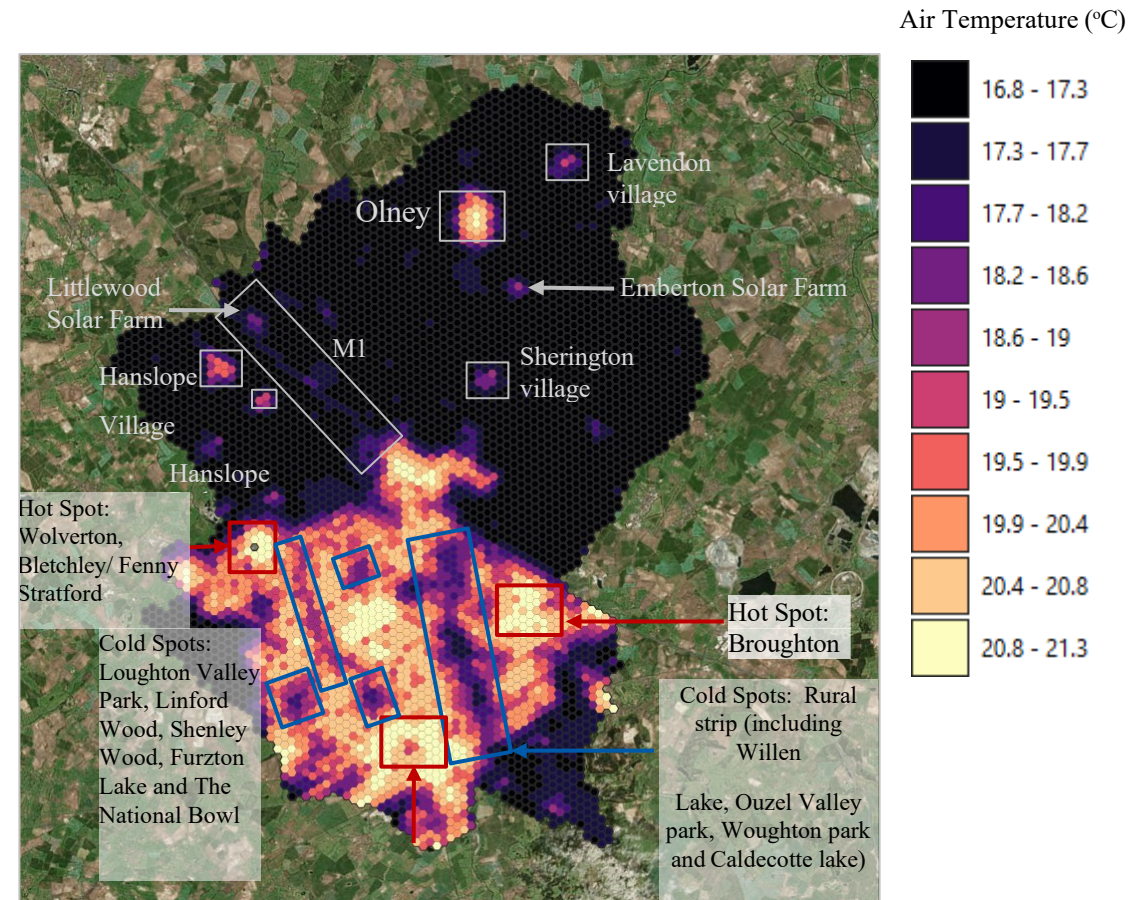 Air Temperature (°C)
16.8 - 17.3
17.3 - 17.7
17.7 - 18.2
18.2 - 18.6
18.6 - 19
19 - 19.5
19.5 - 19.9
19.9 - 20.4
20.4 - 20.8
20.8 - 21.3
Lavendon
village
Olney
Emberton Solar Farm
Littlewood
Solar Farm
M1
Sherington
village
Hanslope
Village
Hanslope
Hot Spot:
Wolverton,
Bletchley/ Fenny
Stratford
Cold Spots:
Loughton Valley
Park, Linford
Wood, Shenley
Wood, Furzton
Lake and The
National Bowl
Hot Spot:
Broughton
Cold Spots: Rural
strip (including
Willen
Lake, Ouzel Valley
park, Woughton park
and Caldecotte lake)